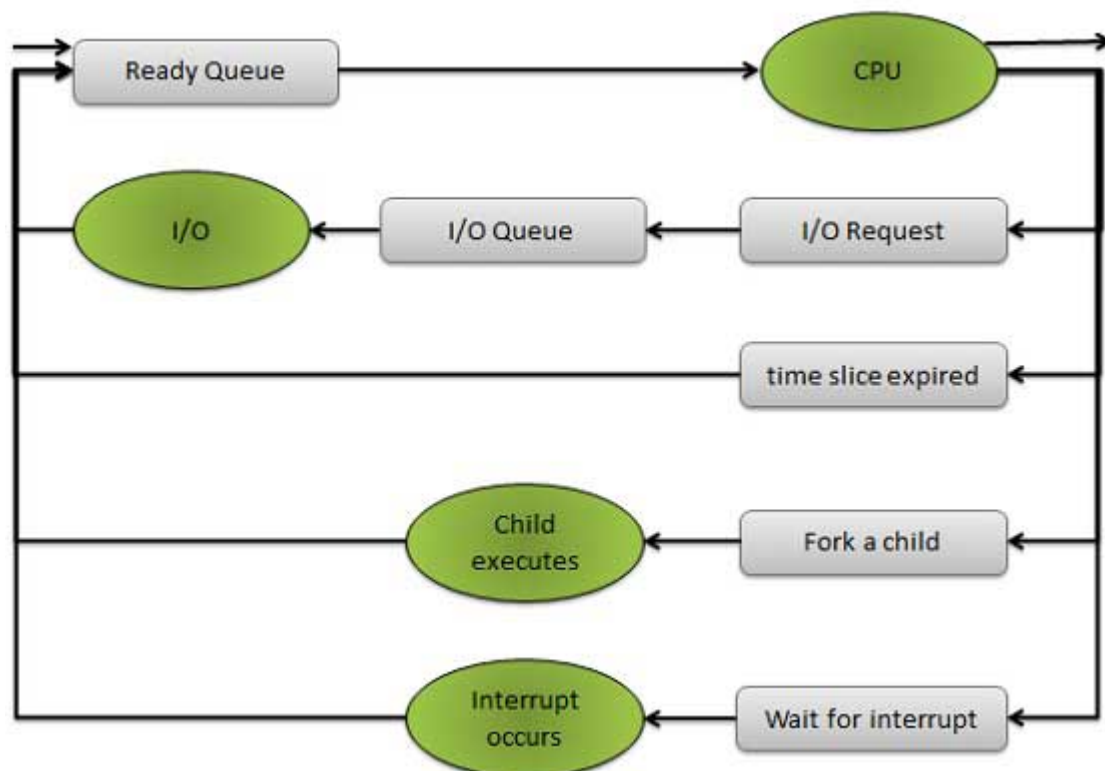 Ready Queue
CPU
I/O
I/O Queue
I/O Request
time slice expired
Child
executes
Fork a child
Interrupt
occurs
Wait for interrupt